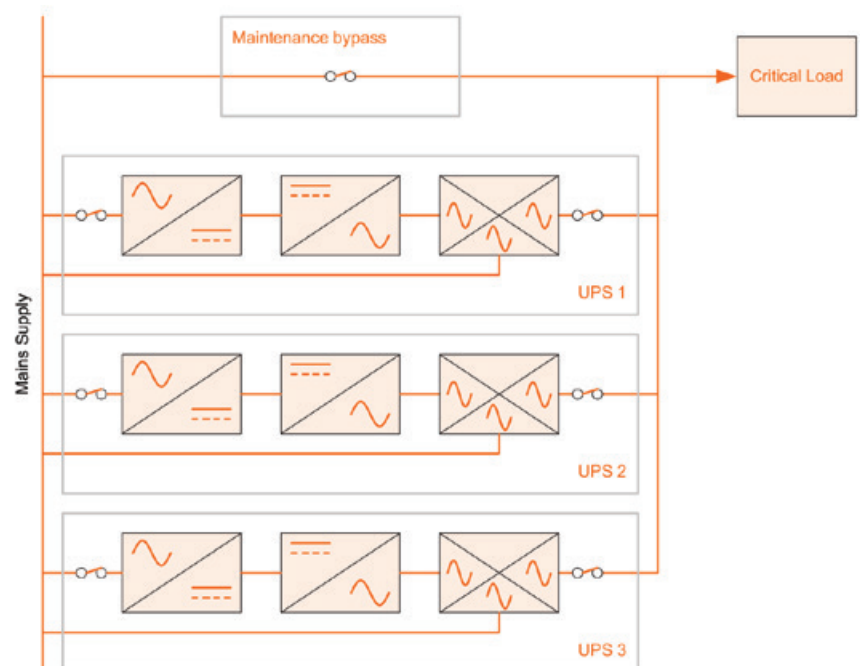 Maintenance bypass
Critical Load
UPS 1
Mains Supply
UPS 2
UPS 3